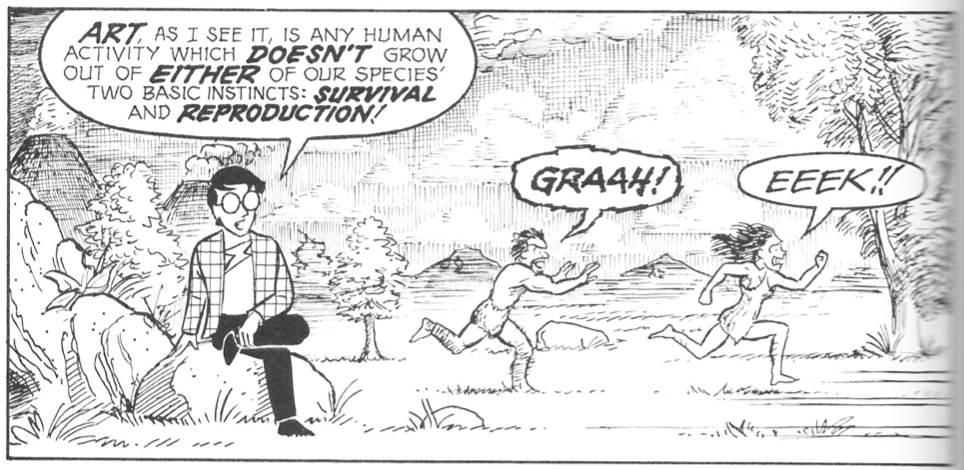 ART, AS I SEE IT, IS ANY HUMAN
ACTIVITY WHICH DOESN'T GROW
OUT OF EITHER OF OUR SPECIES'
TWO BASIC INSTINCTS: SURVIVAL
AND REPRODUCTION!
GRAAH!
EEEK!!